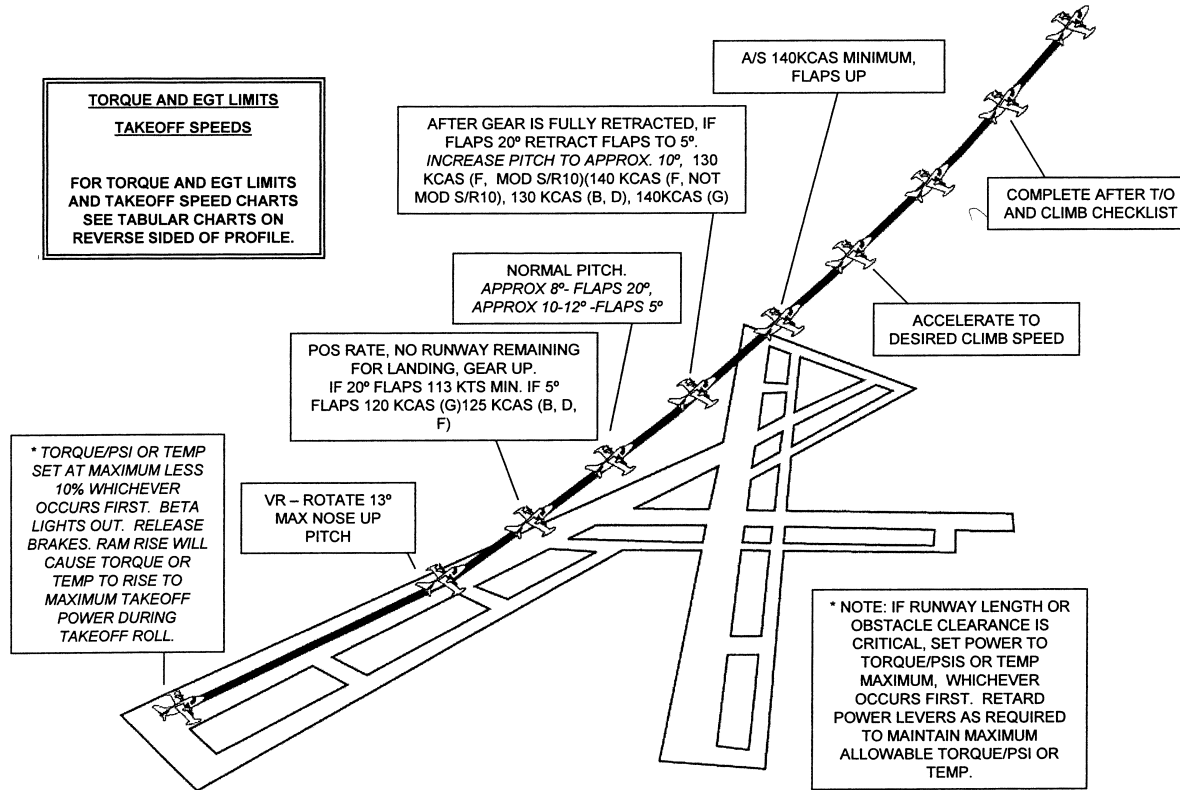 TORQUE AND EGT LIMITS
TAKEOFF SPEEDS
FOR TORQUE AND EGT LIMITS
AND TAKEOFF SPEED CHARTS
SEE TABULAR CHARTS ON
REVERSE SIDED OF PROFILE.
A/S 140KCAS MINIMUM,
FLAPS UP
AFTER GEAR IS FULLY RETRACTED, IF
FLAPS 20º RETRACT FLAPS TO 5º.
INCREASE PITCH TO APPROX. 10º, 130
KCAS (F, MOD S/R10)(140 KCAS (F, NOT
MOD S/R10), 130 KCAS (B, D), 140KCAS (G)
COMPLETE AFTER T/O
AND CLIMB CHECKLIST
NORMAL PITCH.
APPROX 8º- FLAPS 20º,
APPROX 10-12º -FLAPS 5º
ACCELERATE TO
DESIRED CLIMB SPEED
POS RATE, NO RUNWAY REMAINING
FOR LANDING, GEAR UP.
IF 20º FLAPS 113 KTS MIN. IF 5º
FLAPS 120 KCAS (G)125 KCAS (B, D,
F)
* TORQUE/PSI OR TEMP
SET AT MAXIMUM LESS
10% WHICHEVER
OCCURS FIRST. BETA
LIGHTS OUT. RELEASE
BRAKES. RAM RISE WILL
CAUSE TORQUE OR
TEMP TO RISE TO
MAXIMUM TAKEOFF
POWER DURING
TAKEOFF ROLL.
VR – ROTATE 13º
MAX NOSE UP
PITCH
* NOTE: IF RUNWAY LENGTH OR
OBSTACLE CLEARANCE IS
CRITICAL, SET POWER TO
TORQUE/PSIS OR TEMP
MAXIMUM, WHICHEVER
OCCURS FIRST. RETARD
POWER LEVERS AS REQUIRED
TO MAINTAIN MAXIMUM
ALLOWABLE TORQUE/PSI OR
TEMP.